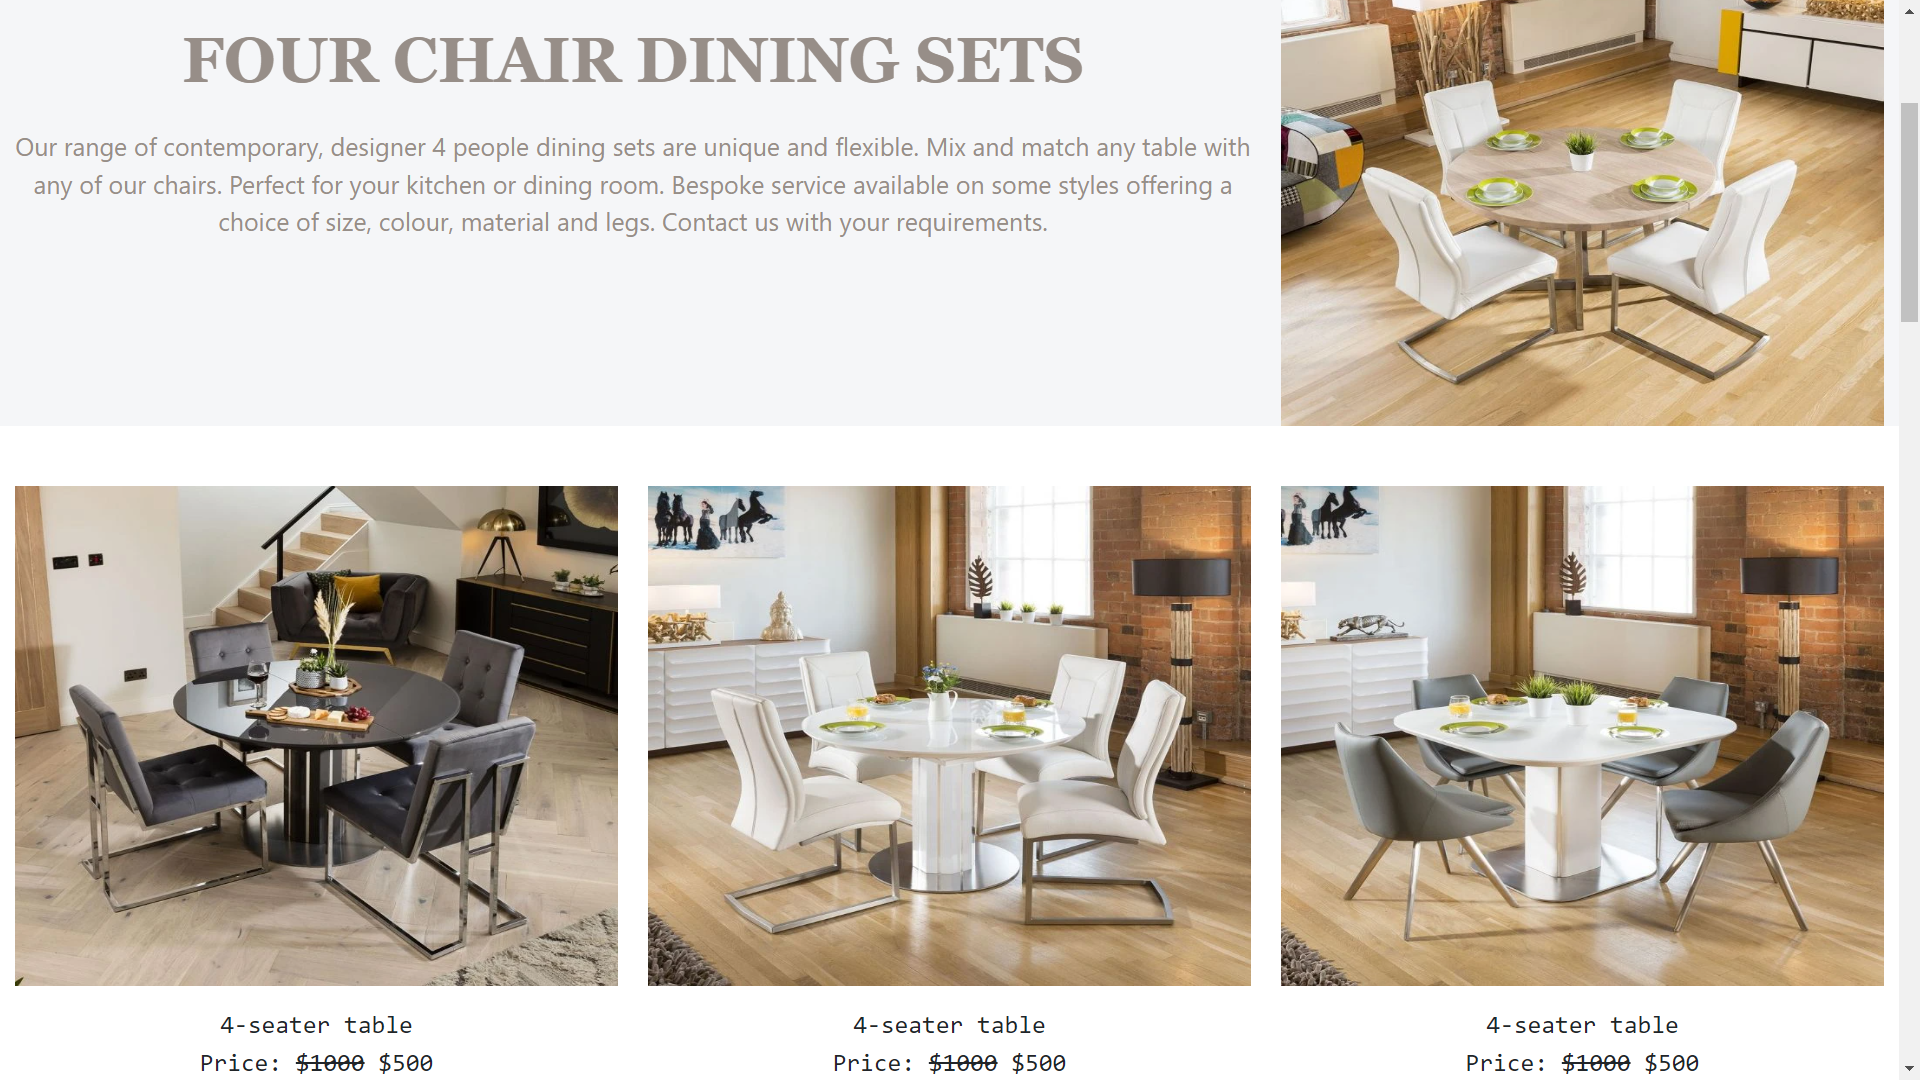 FOUR CHAIR DINING SETS
Our range of contemporary, designer 4 people dining sets are unique and flexible. Mix and match any table with
any of our chairs. Perfect for your kitchen or dining room. Bespoke service available on some styles offering a
choice of size, colour, material and legs. Contact us with your requirements.
4-seater table
Price: $1000 $500
4-seater table
Price: $1000 $500
4-seater table
Price: $1000 $500